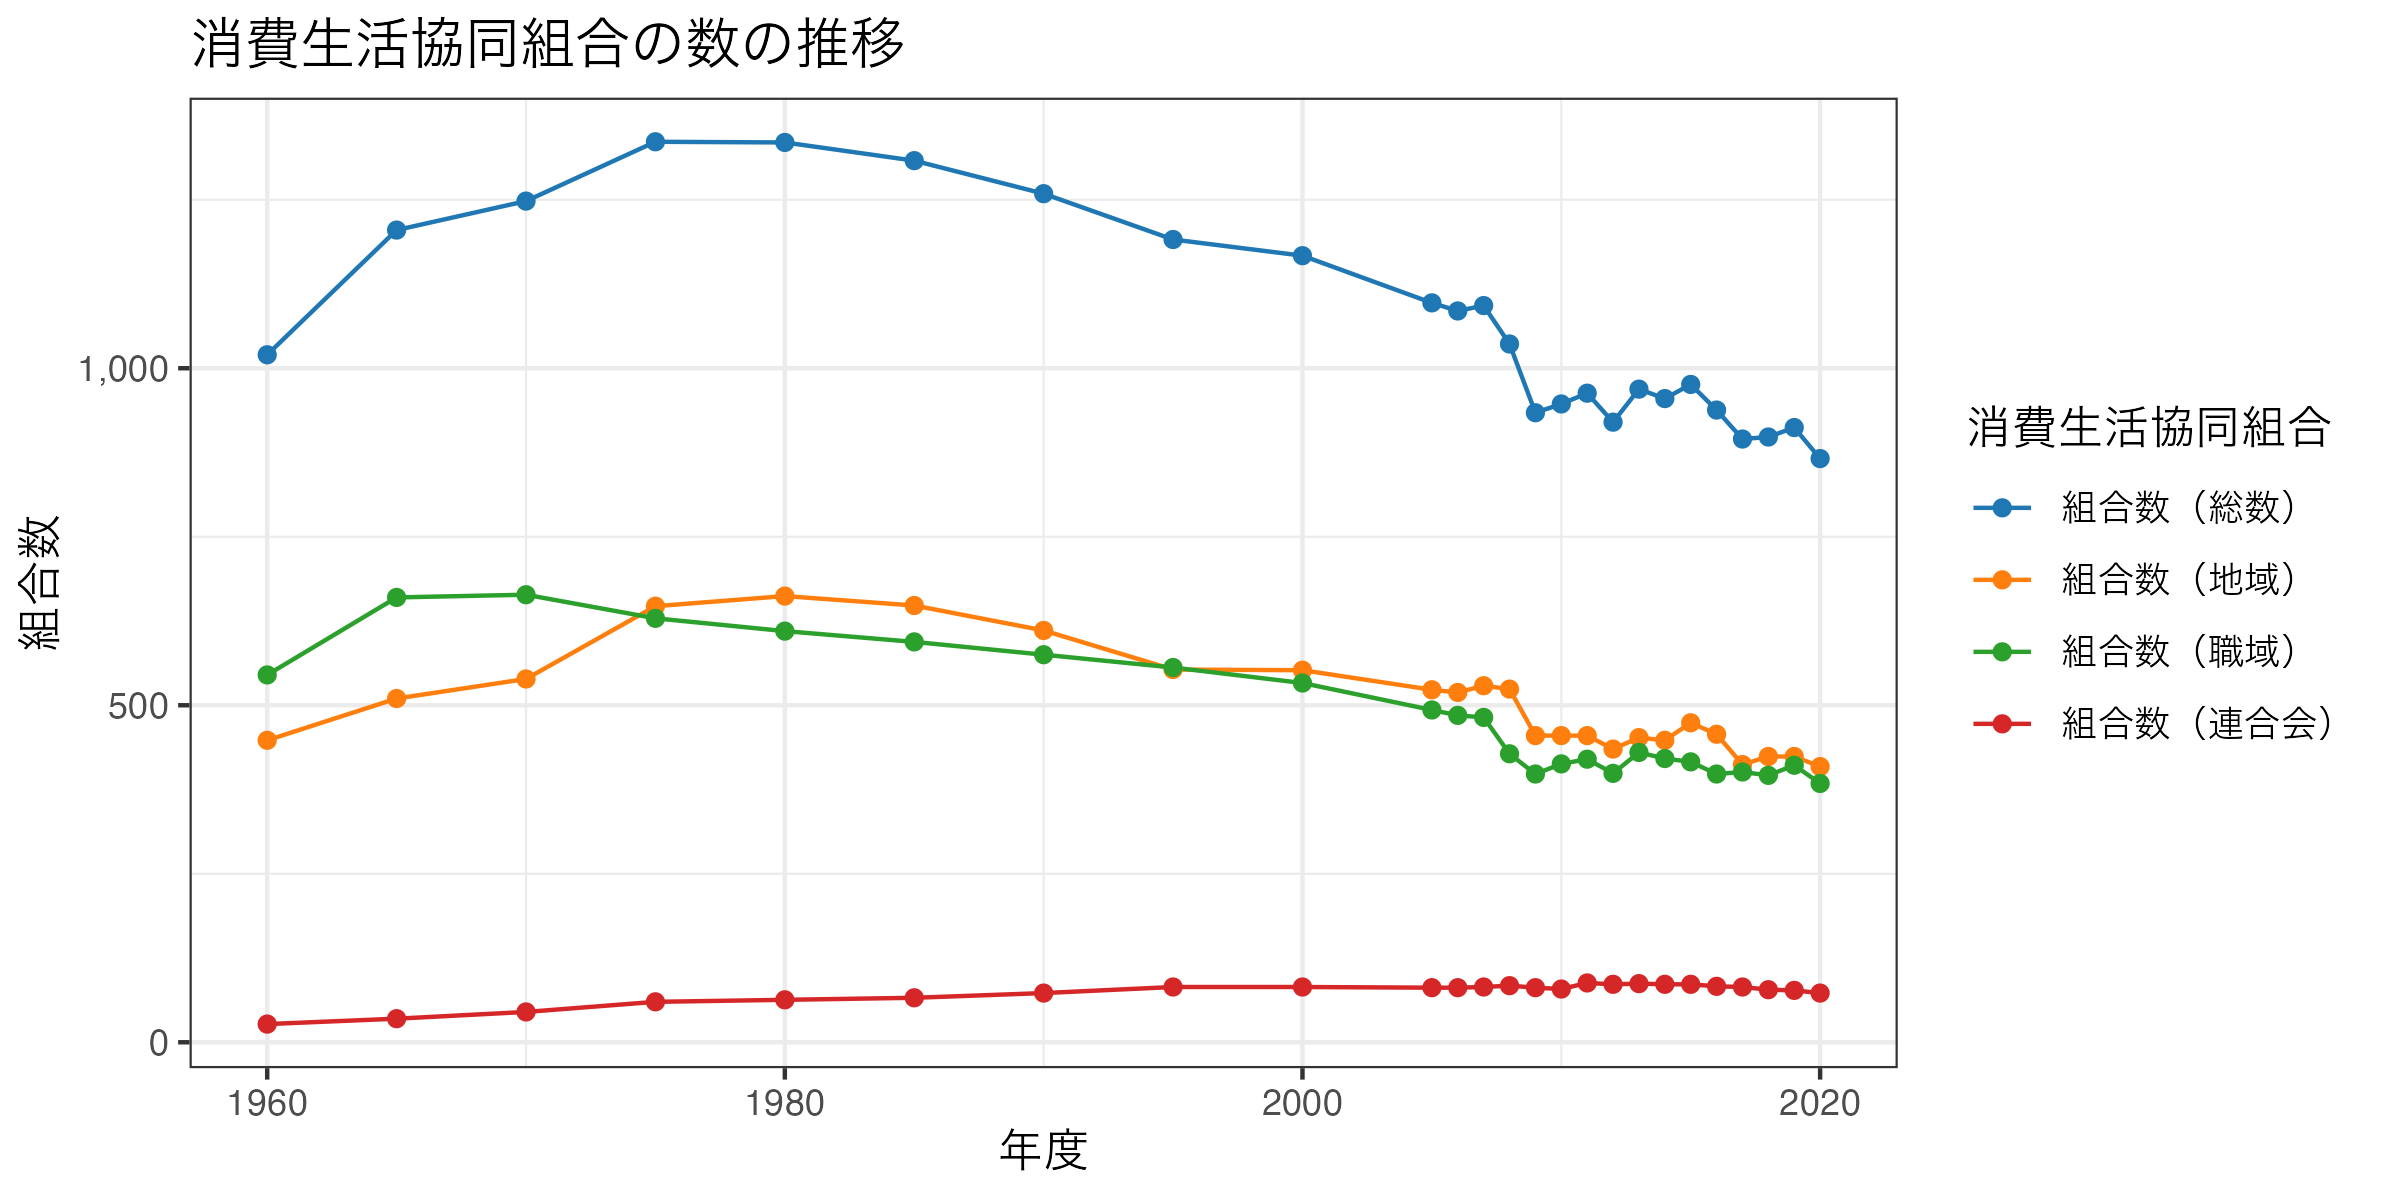 消費生活協同組合の数の推移
組合数
1,000
500
0
1960
1980
2000
2020
年度
消費生活協同組合
組合数（総数）
組合数（地域）
組合数（職域）
組合数（連合会）